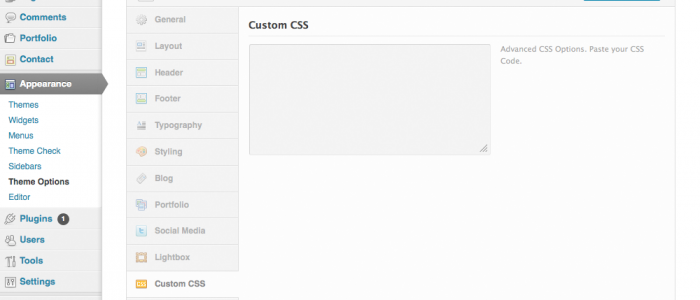 Comments
Portfolio
Contact
Appearance
Themes
Widgets
Menus
Theme Check
Sidebars
Theme Options
Editor
Plugins 1
Users
Tools
Settings
General
Layout
Header
Footer
Typography
Styling
Blog
Portfolio
Social Media
Lightbox
Custom CSS
Custom CSS
Advanced CSS Options. Paste your CSS
Code.